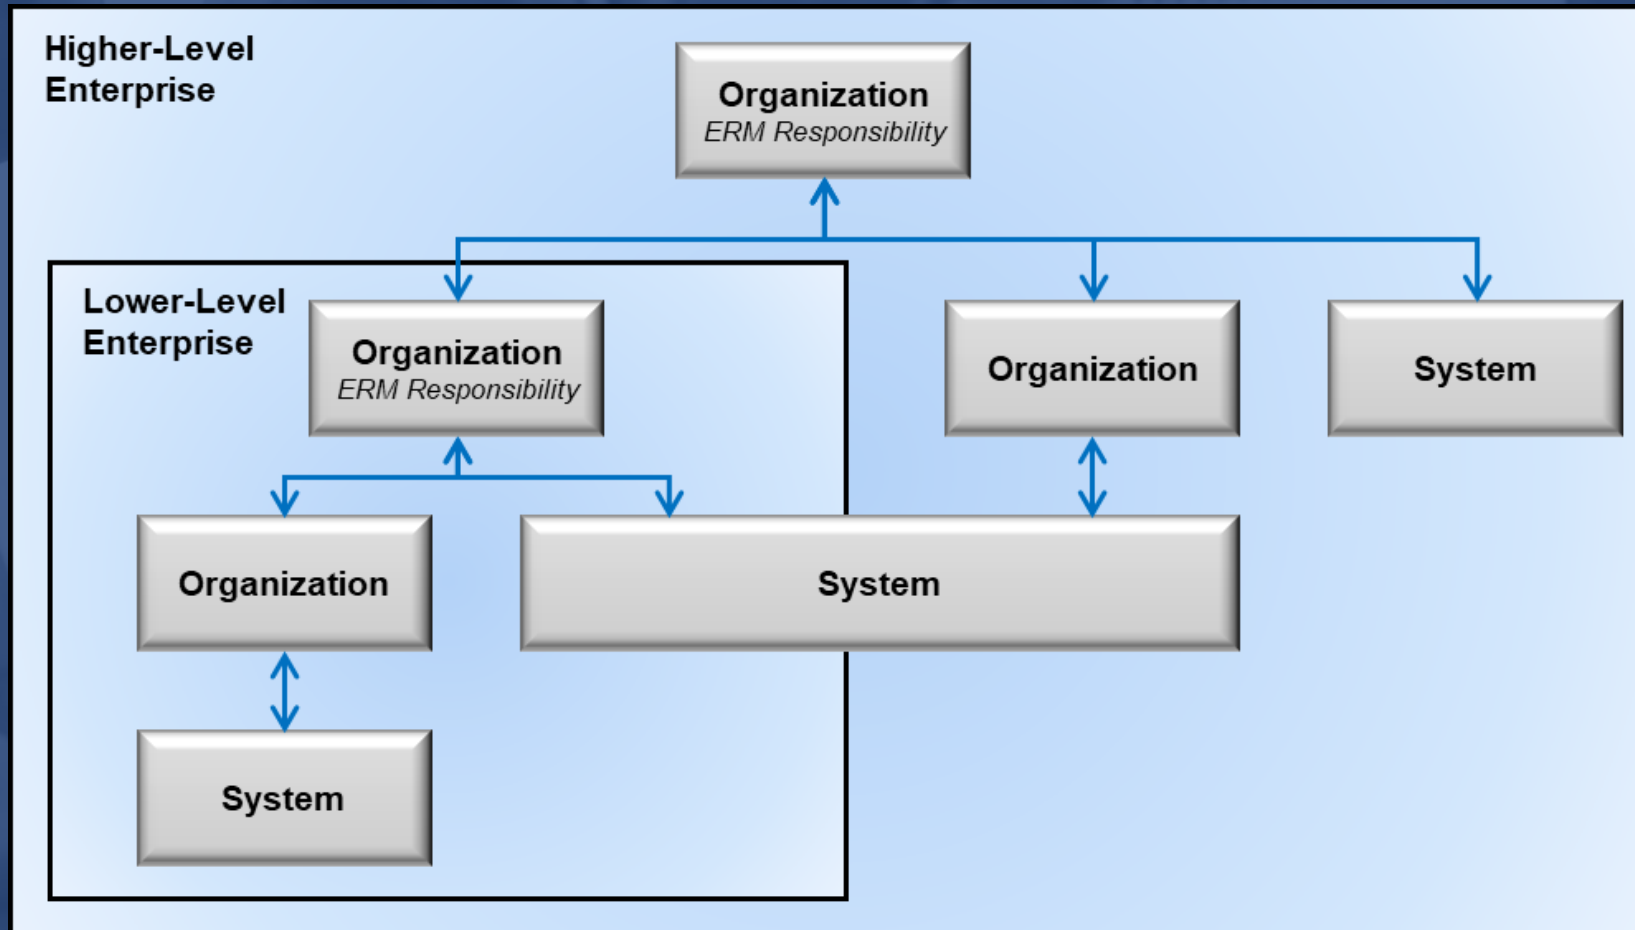 Higher-Level
Enterprise
Organization
ERM Responsibility
Lower-Level
Enterprise
Organization
ERM Responsibility
Organization
System
Organization
System
System